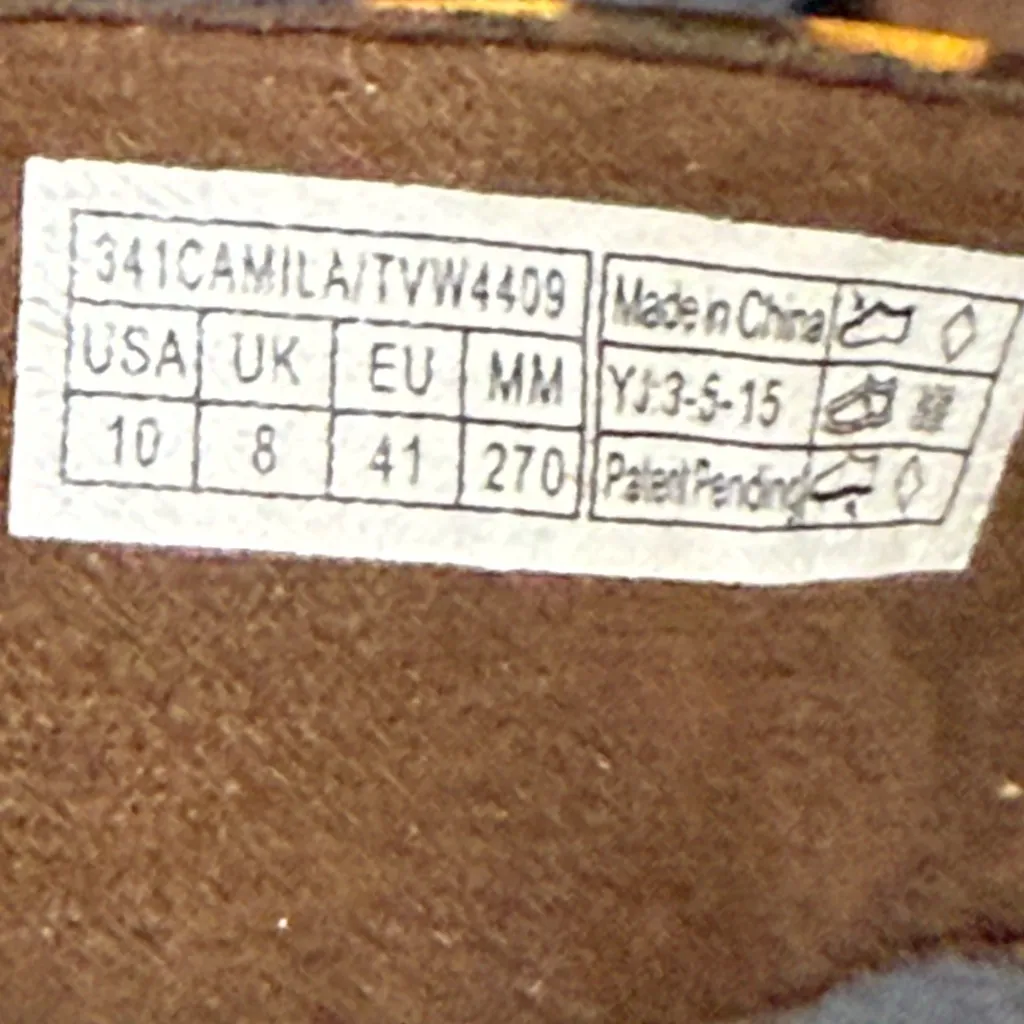 341CAMILA/TVW4409
USA UK EU MM
10 8 41 270
Made in China
YJ:3-5-15
Patent Pending